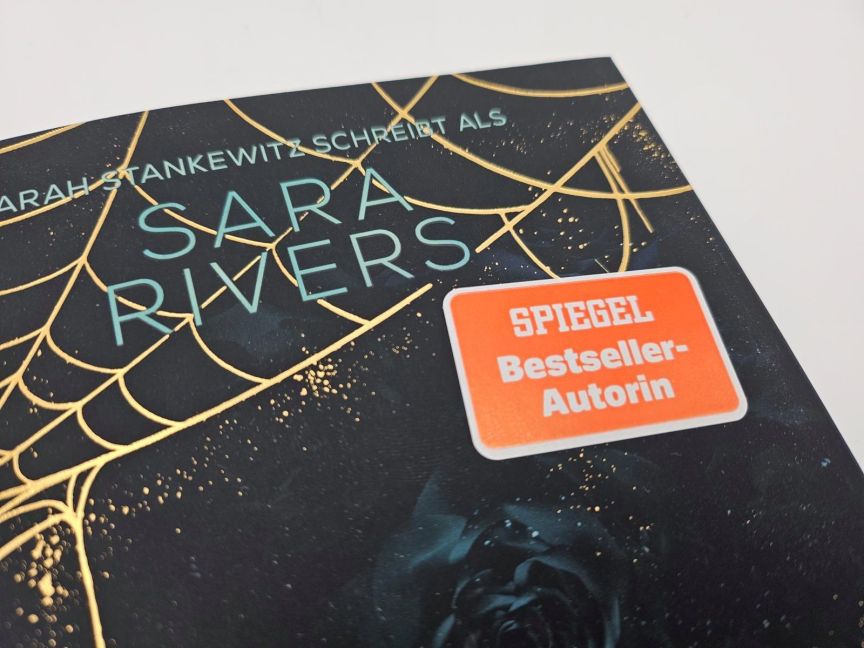 ARAH STANKEWITZ SCHREIBT ALS
SARA
RIVERS
SPIEGEL
Bestseller-
Autorin